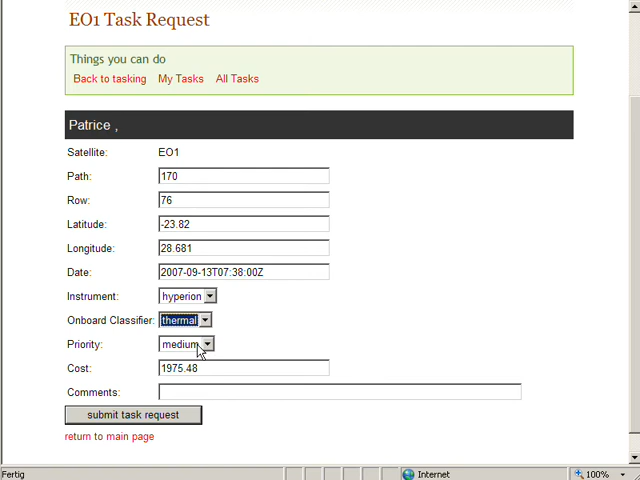 EO1 Task Request
Things you can do
Back to tasking My Tasks All Tasks
Patrice ,
Satellite: EO1
Path: 170
Row: 76
Latitude: -23.82
Longitude: 28.681
Date: 2007-09-13T07:38:00Z
Instrument: hyperion
Onboard Classifier: thermal
Priority: medium
Cost: 1975.48
Comments:
submit task request
return to main page
Fertig Internet 100%